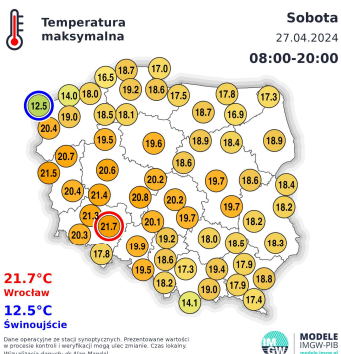 Temperatura
maksymalna
Sobota
27.04.2024
08:00-20:00
16.5 18.7 17.0
14.0 18.0 19.2 18.6 17.5 17.8 17.3
12.5
19.0 18.5 18.1 18.7 16.9
20.4
19.5 19.6 18.9 18.4 18.9
20.7
21.5 20.6 18.6
20.2 19.7 18.6 18.4
20.4 21.4 20.8 20.2
21.3 19.7 19.7 18.2
21.7 20.1 18.2
20.3 19.2 18.0 18.5 18.3
17.8 19.9
18.6 17.3 19.4 17.9
19.5 18.8
18.2 19.0 17.9
14.1 17.4
21.7°C
Wrocław
12.5°C
Świnoujście
Dane operacyjne ze stacji synoptycznych. Prezentowane wartości
w procesie kontroli i weryfikacji mogą ulec zmianie. Czas lokalny.
IM
GW
MODELE
IMGW-PIB